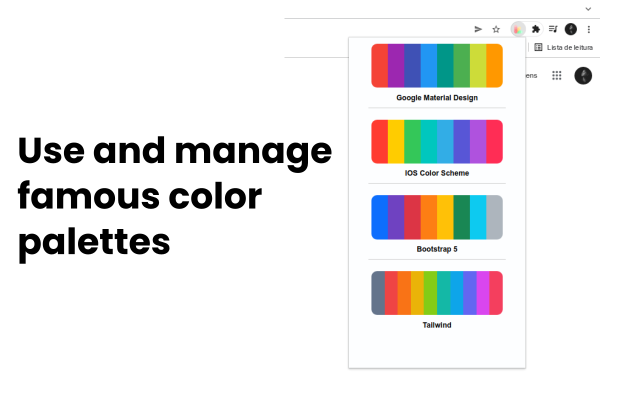 Lista de leitura
ens
Google Material Design
IOS Color Scheme
Bootstrap 5
Tailwind
Use and manage
famous color
palettes